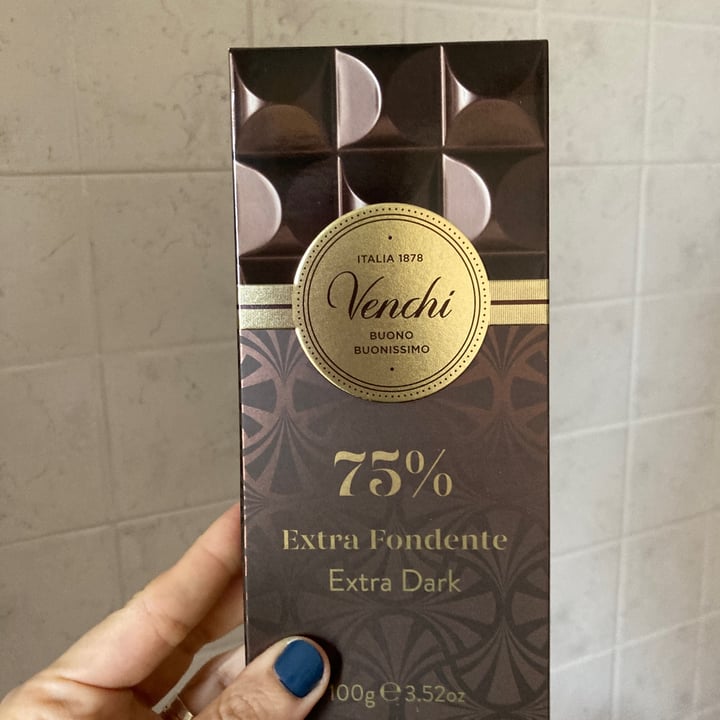 ITALIA 1878
Venchi
BUONO
BUONISSIMO
75%
Extra Fondente
Extra Dark
100g ℮ 3.52oz